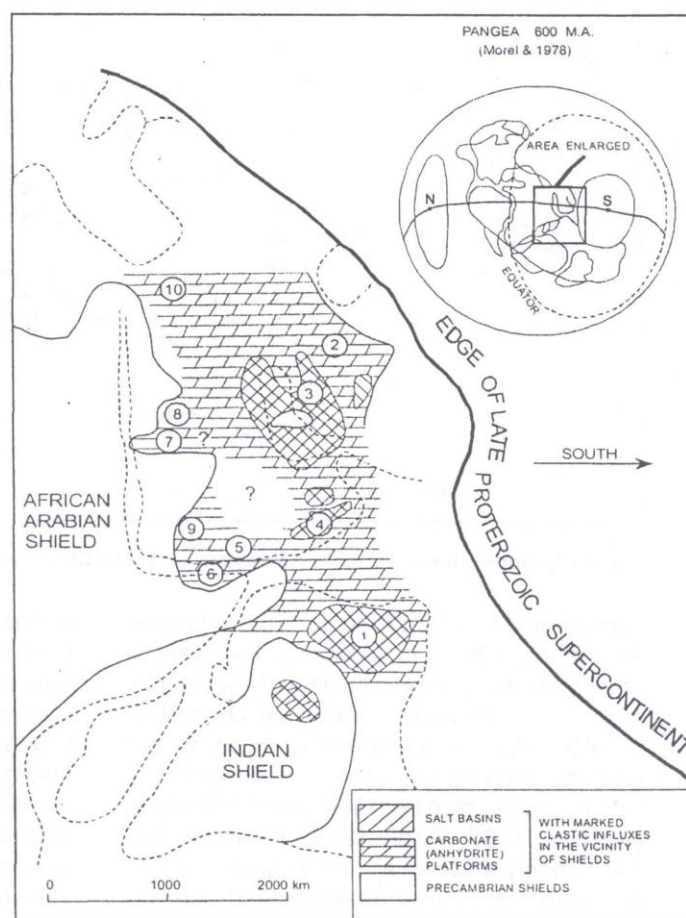 PANGEA 600 M.A.
(Morel & 1978)
AREA ENLARGED
N
S
EQUATOR
EDGE OF LATE PROTEROZOIC SUPERCONTINENT
SOUTH
10
2
3
8
7
?
?
AFRICAN
ARABIAN
SHIELD
9
5
4
6
1
INDIAN
SHIELD
SALT BASINS
CARBONATE
(ANHYDRITE)
PLATFORMS
WITH MARKED
CLASTIC INFLUXES
IN THE VICINITY
OF SHIELDS
PRECAMBRIAN SHIELDS
0 1000 2000 km